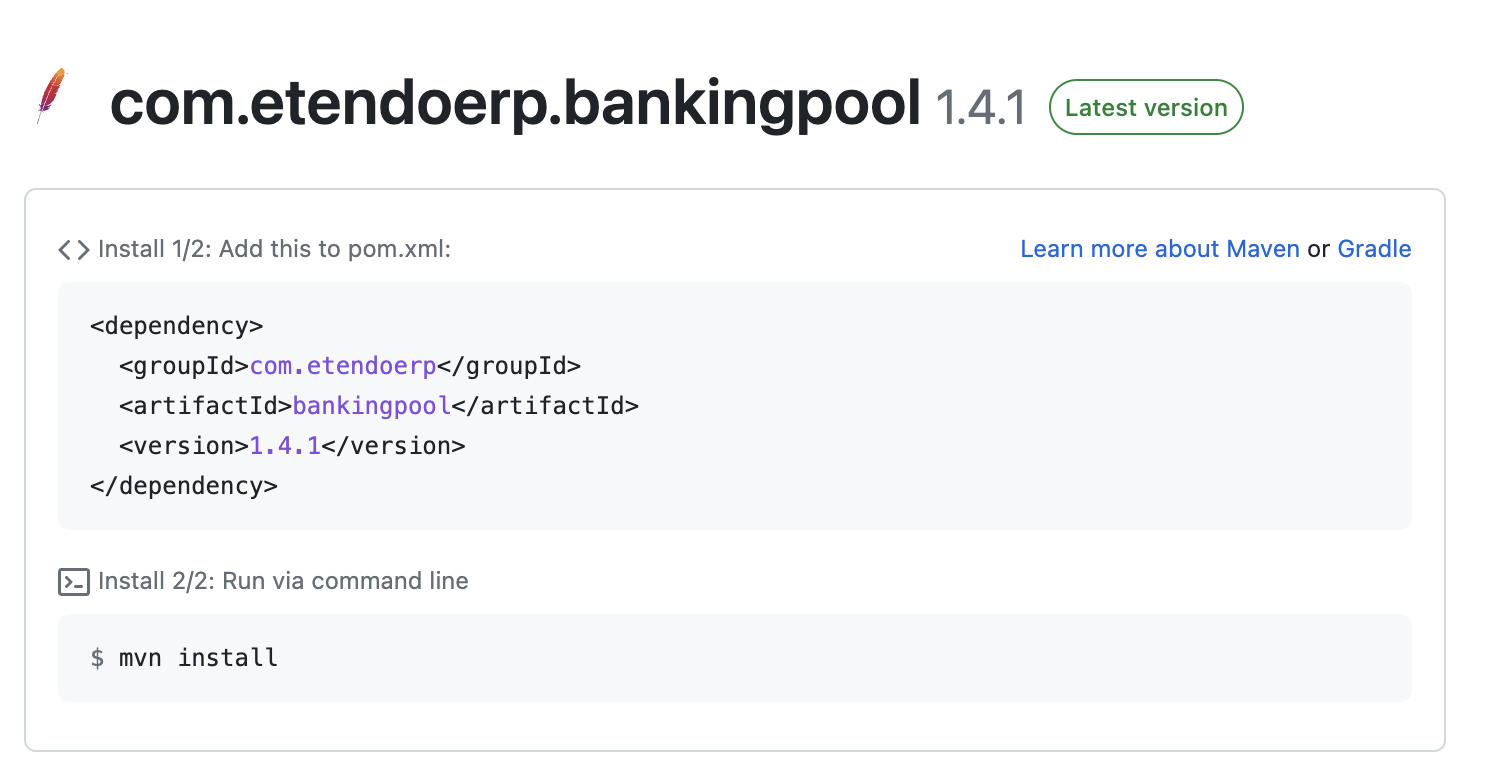 com.etendoerp.bankingpool 1.4.1 Latest version
Install 1/2: Add this to pom.xml: Learn more about Maven or Gradle
<dependency>
  <groupId>com.etendoerp</groupId>
  <artifactId>bankingpool</artifactId>
  <version>1.4.1</version>
</dependency>
Install 2/2: Run via command line
$ mvn install